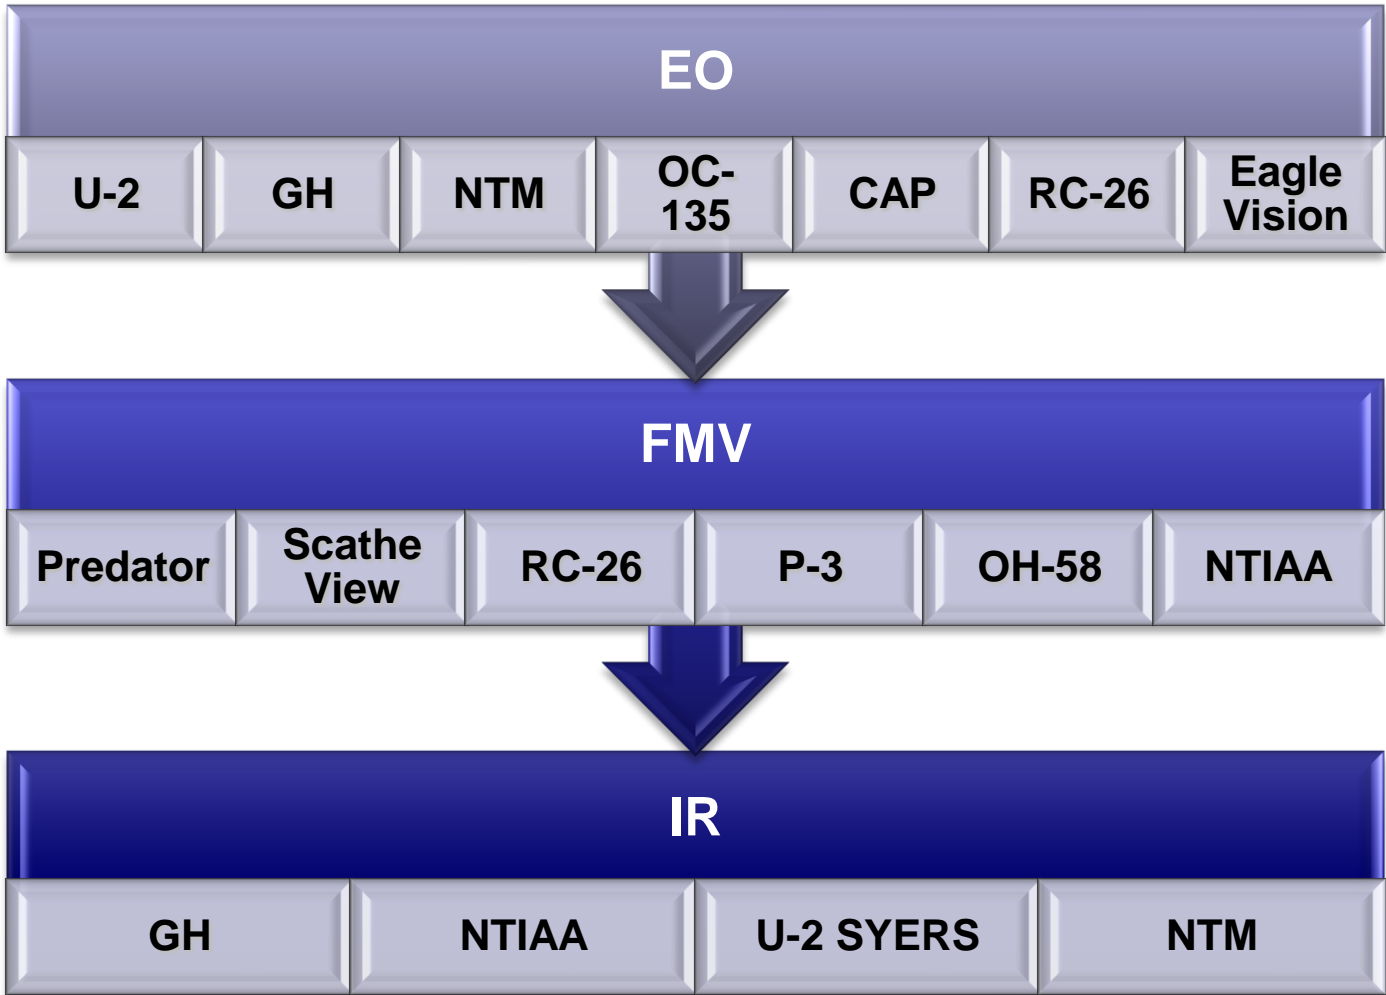 EO
U-2
GH
NTM
OC-
135
CAP
RC-26
Eagle
Vision
FMV
Predator
Scathe
View
RC-26
P-3
OH-58
NTIAA
IR
GH
NTIAA
U-2 SYERS
NTM